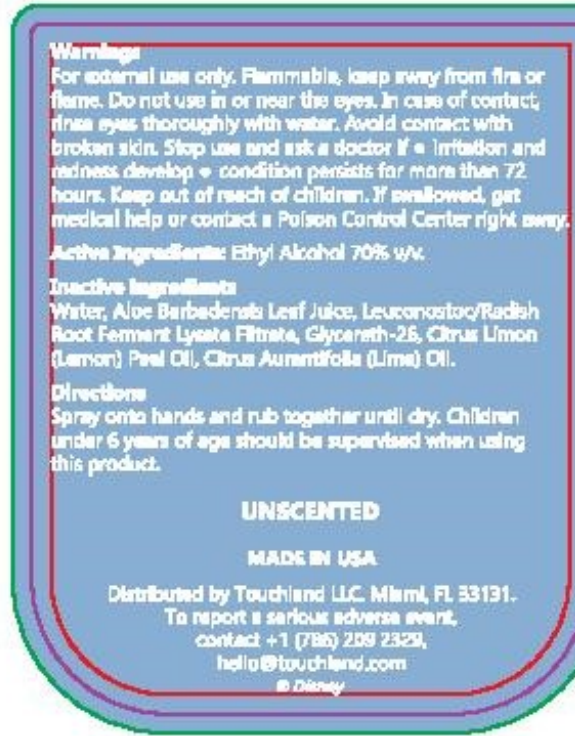 Warnings
For external use only. Flammable, keep away from fire or
flame. Do not use in or near the eyes. In case of contact,
rinse eyes thoroughly with water. Avoid contact with
broken skin. Stop use and ask a doctor if • irritation and
redness develop • condition persists for more than 72
hours. Keep out of reach of children. If swallowed, get
medical help or contact a Poison Control Center right away.
Active Ingredients: Ethyl Alcohol 70% v/v.
Inactive Ingredients
Water, Aloe Barbadensis Leaf Juice, Leuconostoc/Radish
Root Ferment Lysate Filtrate, Glycereth-26, Citrus Limon
(Lemon) Peel Oil, Citrus Aurantifolia (Lime) Oil.
Directions
Spray onto hands and rub together until dry. Children
under 6 years of age should be supervised when using
this product.
UNSCENTED
MADE IN USA
Distributed by Touchland LLC. Miami, FL 33131.
To report a serious adverse event,
contact +1 (786) 209 2329,
hello@touchland.com
© Disney